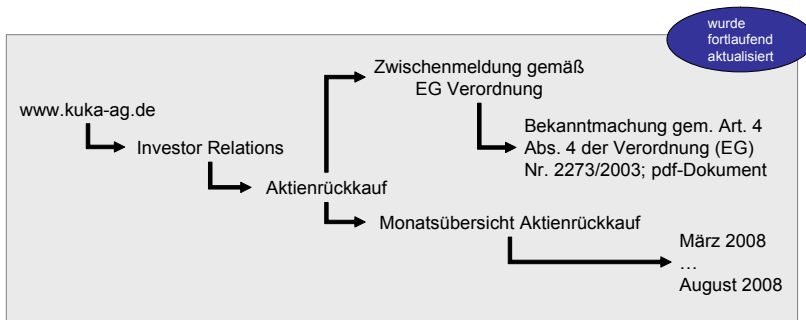 wurde
fortlaufend
aktualisiert
Zwischenmeldung gemäß
EG Verordnung
www.kuka-ag.de
Bekanntmachung gem. Art. 4
Abs. 4 der Verordnung (EG)
Nr. 2273/2003; pdf-Dokument
Investor Relations
Aktienrückkauf
Monatsübersicht Aktienrückkauf
März 2008
…
August 2008